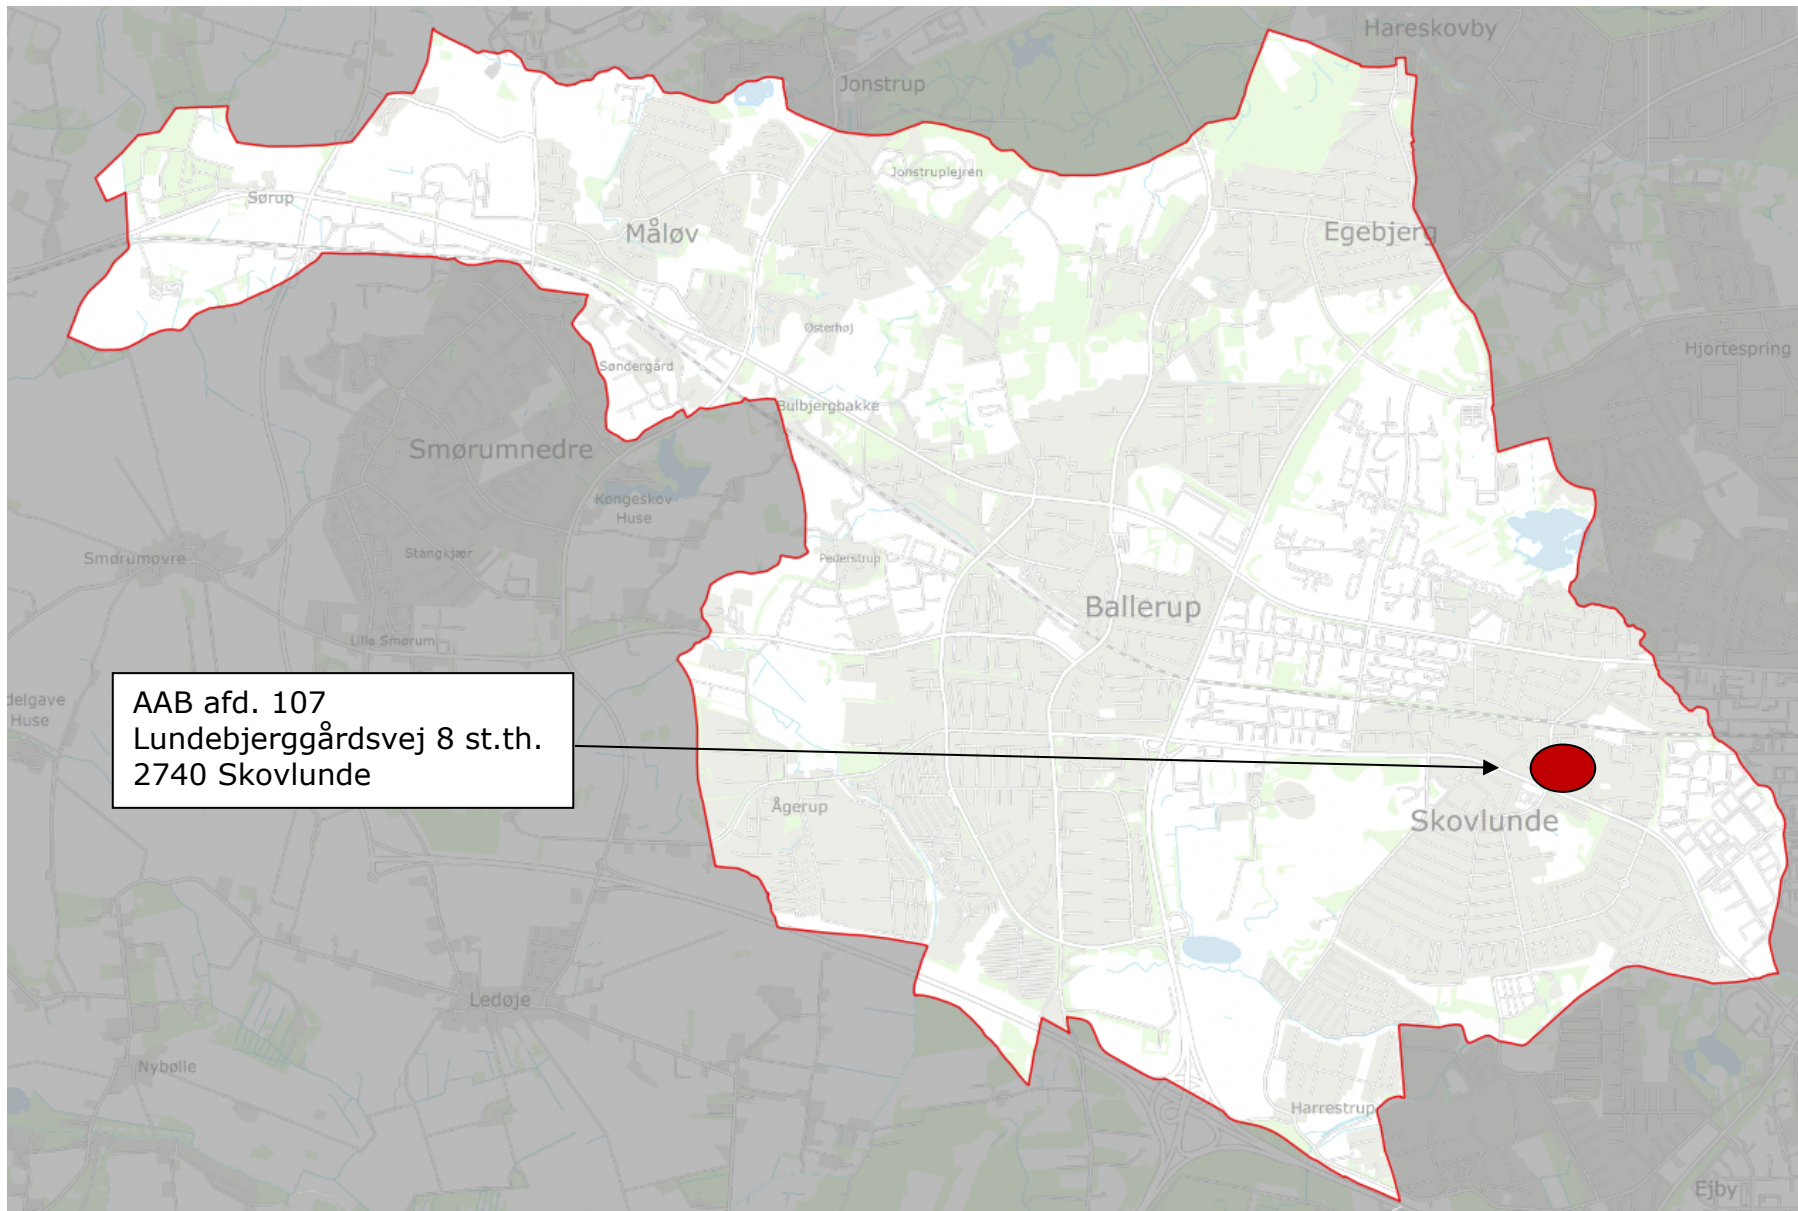 Hareskovby
Jonstrup
Jonstruplejren
Sørup
Måløv
Egebjerg
Østerhøj
Hjortespring
Søndergård
Bulbjergbakke
Smørumnedre
Kongeskov
Huse
Stangkjær
Smørumovre
Pederstrup
Ballerup
Lille Smørum
delgave
Huse
AAB afd. 107
Lundebjerggårdsvej 8 st.th.
2740 Skovlunde
Ågerup
Skovlunde
Ledøje
Nybølle
Harrestrup
Ejby